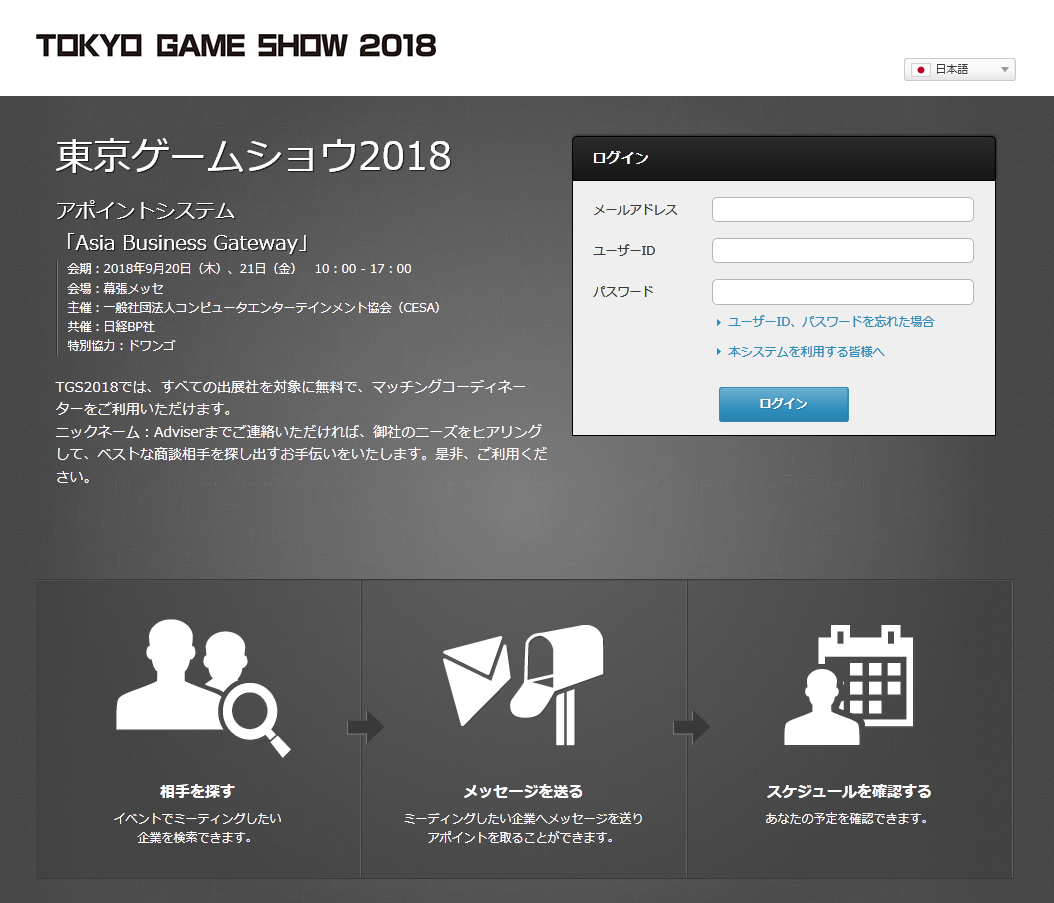 TOKYO GAME SHOW 2018
日本語
東京ゲームショウ2018
アポイントシステム
「Asia Business Gateway」
会期：2018年9月20日（木）、21日（金）　10：00 - 17：00
会場：幕張メッセ
主催：一般社団法人コンピュータエンターテインメント協会（CESA）
共催：日経BP社
特別協力：ドワンゴ
TGS2018では、すべての出展社を対象に無料で、マッチングコーディネー
ターをご利用いただけます。
ニックネーム：Adviserまでご連絡いただければ、御社のニーズをヒアリング
して、ベストな商談相手を探し出すお手伝いをいたします。是非、ご利用くだ
さい。
ログイン
メールアドレス
ユーザーID
パスワード
ユーザーID、パスワードを忘れた場合
本システムを利用する皆様へ
ログイン
相手を探す
イベントでミーティングしたい
企業を検索できます。
メッセージを送る
ミーディングしたい企業へメッセージを送り
アポイントを取ることができます。
スケジュールを確認する
あなたの予定を確認できます。